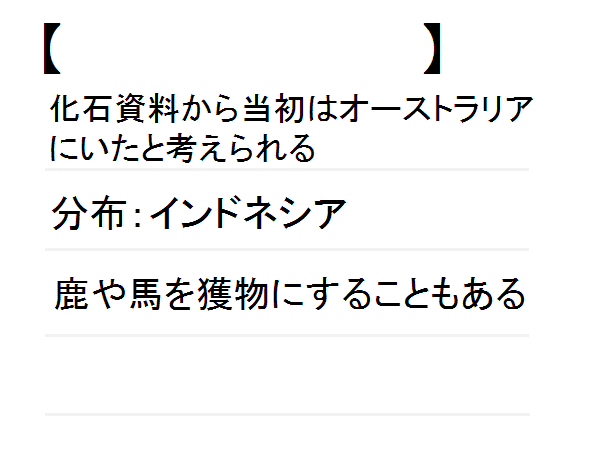 【　　　　　　　　　】
化石資料から当初はオーストラリア
にいたと考えられる
分布：インドネシア
鹿や馬を獲物にすることもある